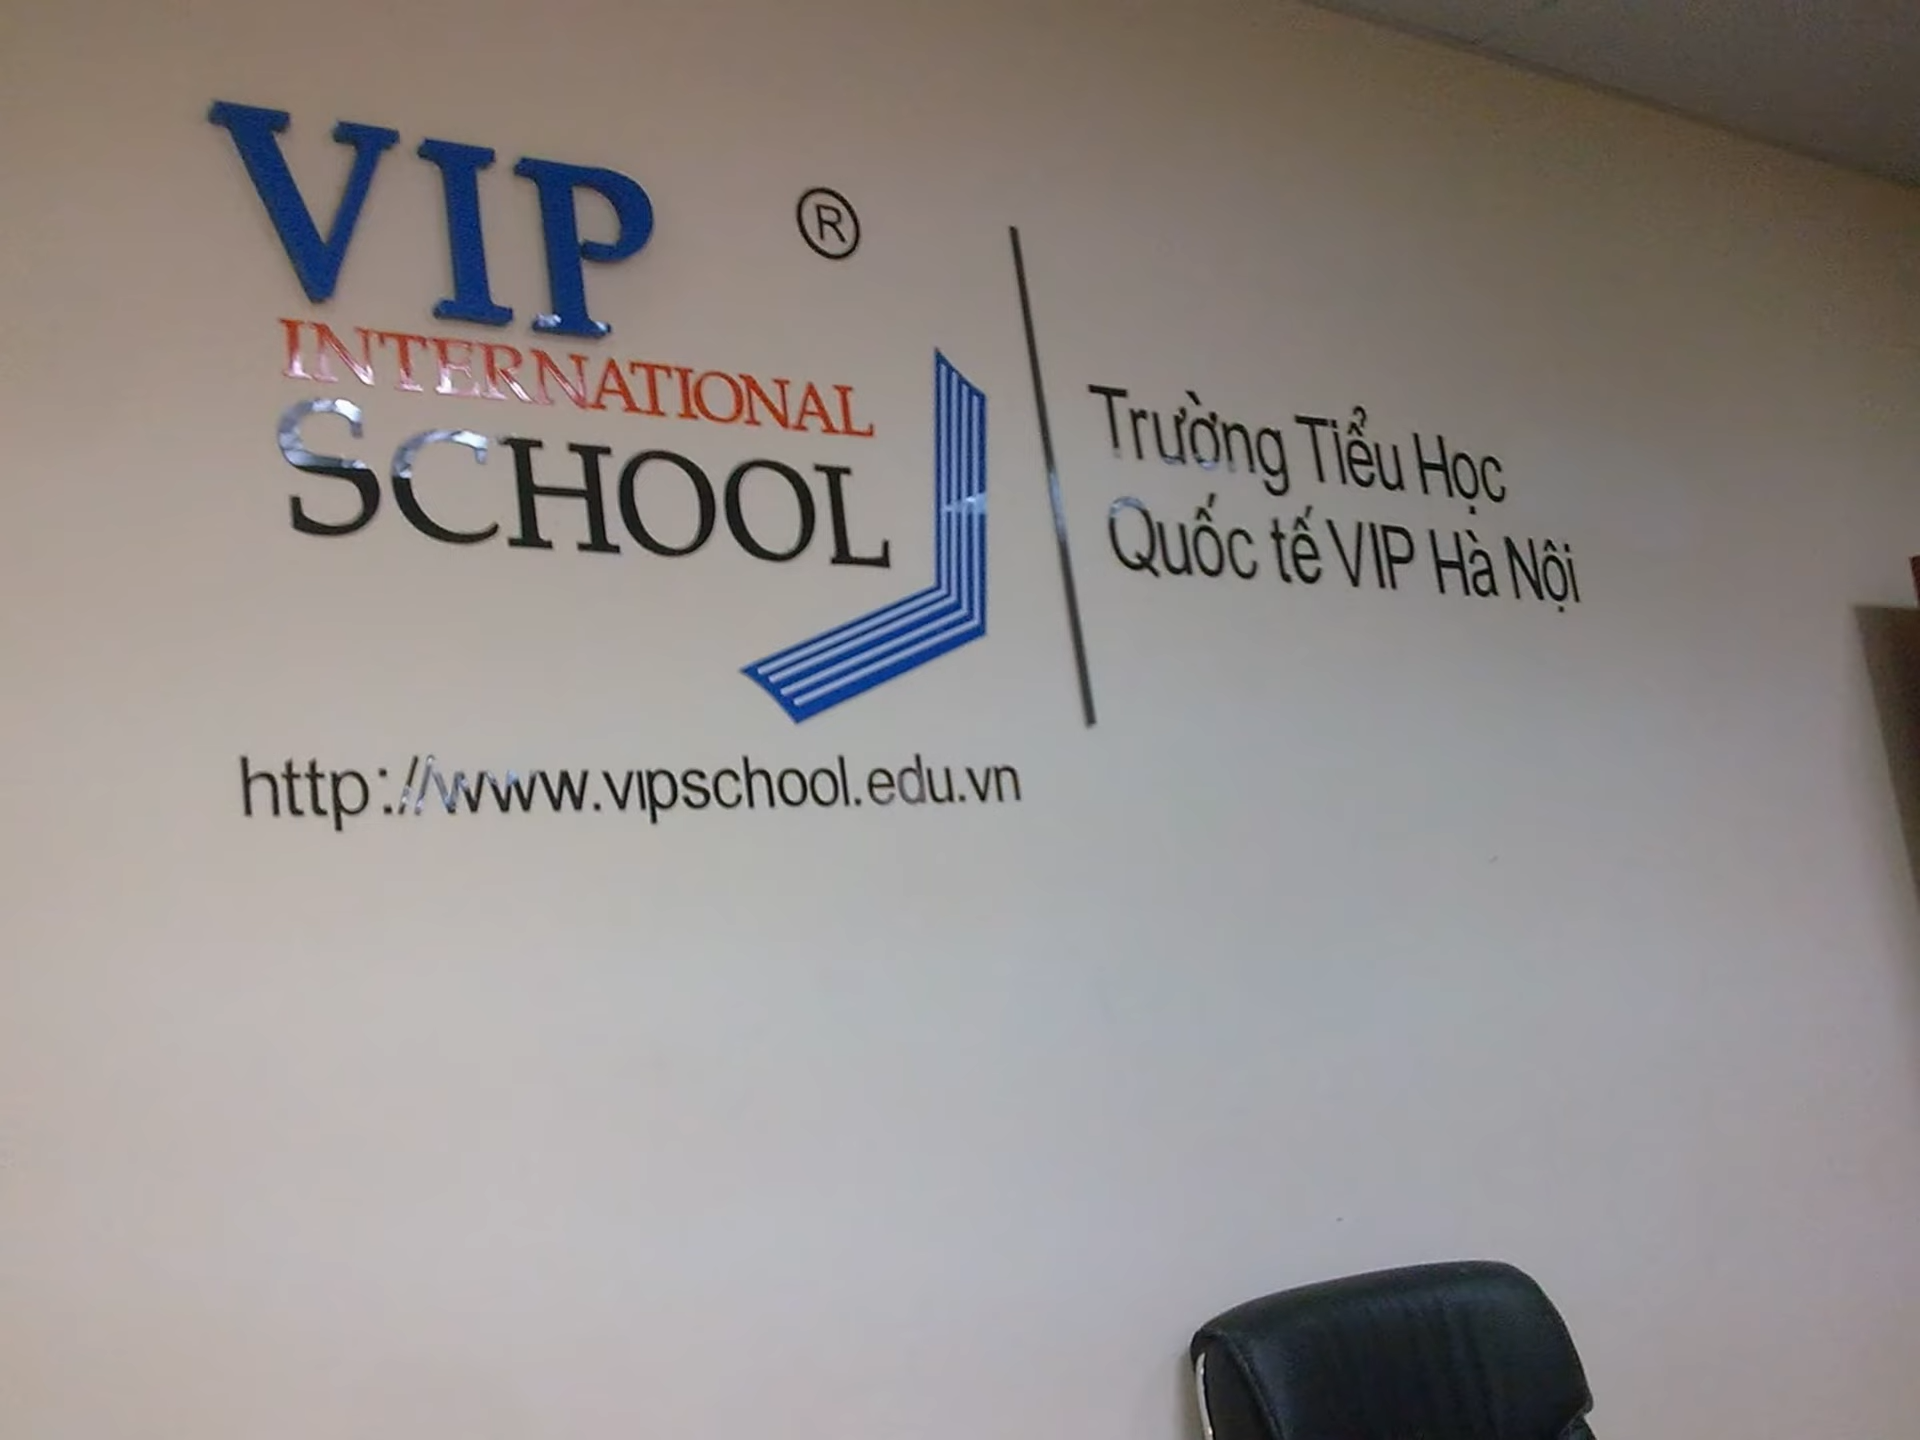 VIP
®
INTERNATIONAL
SCHOOL
http://www.vipschool.edu.vn
Trường Tiểu Học
Quốc tế VIP Hà Nội